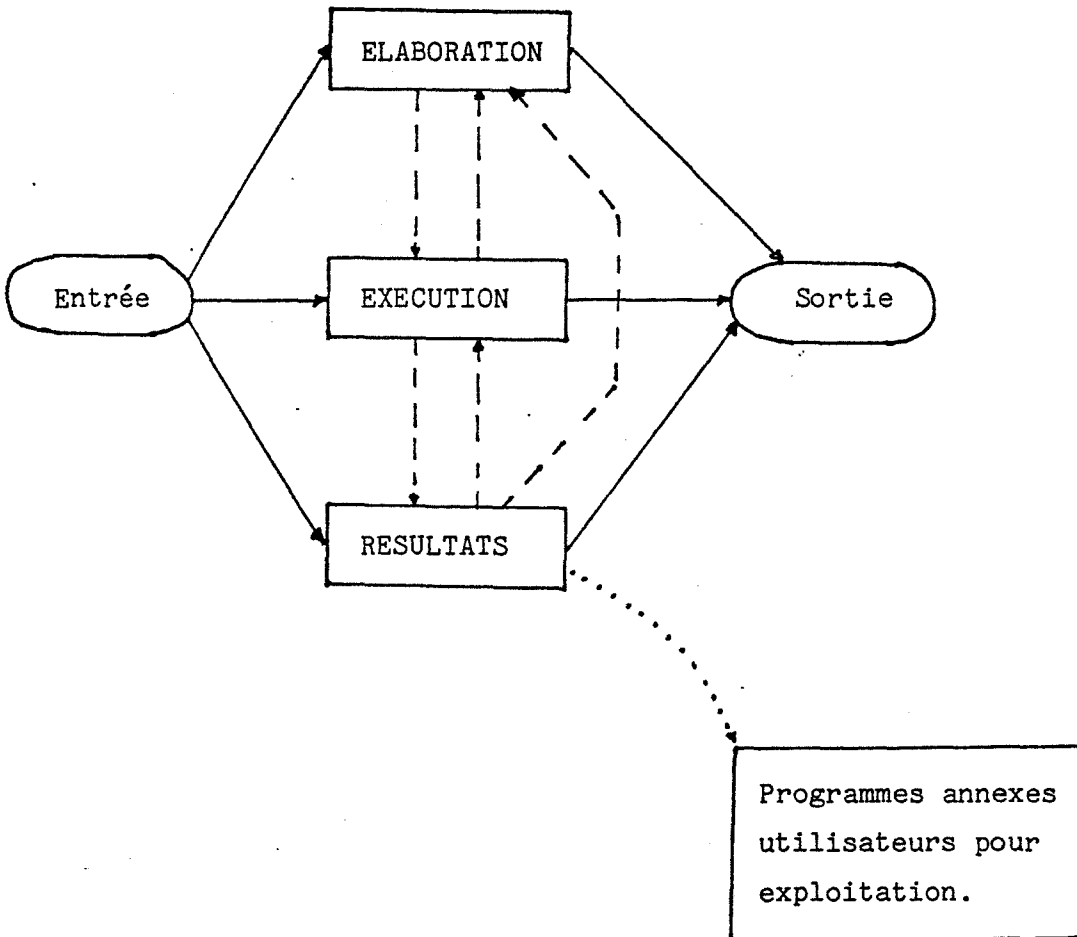 ELABORATION
Entrée
EXECUTION
Sortie
RESULTATS
Programmes annexes
utilisateurs pour
exploitation.